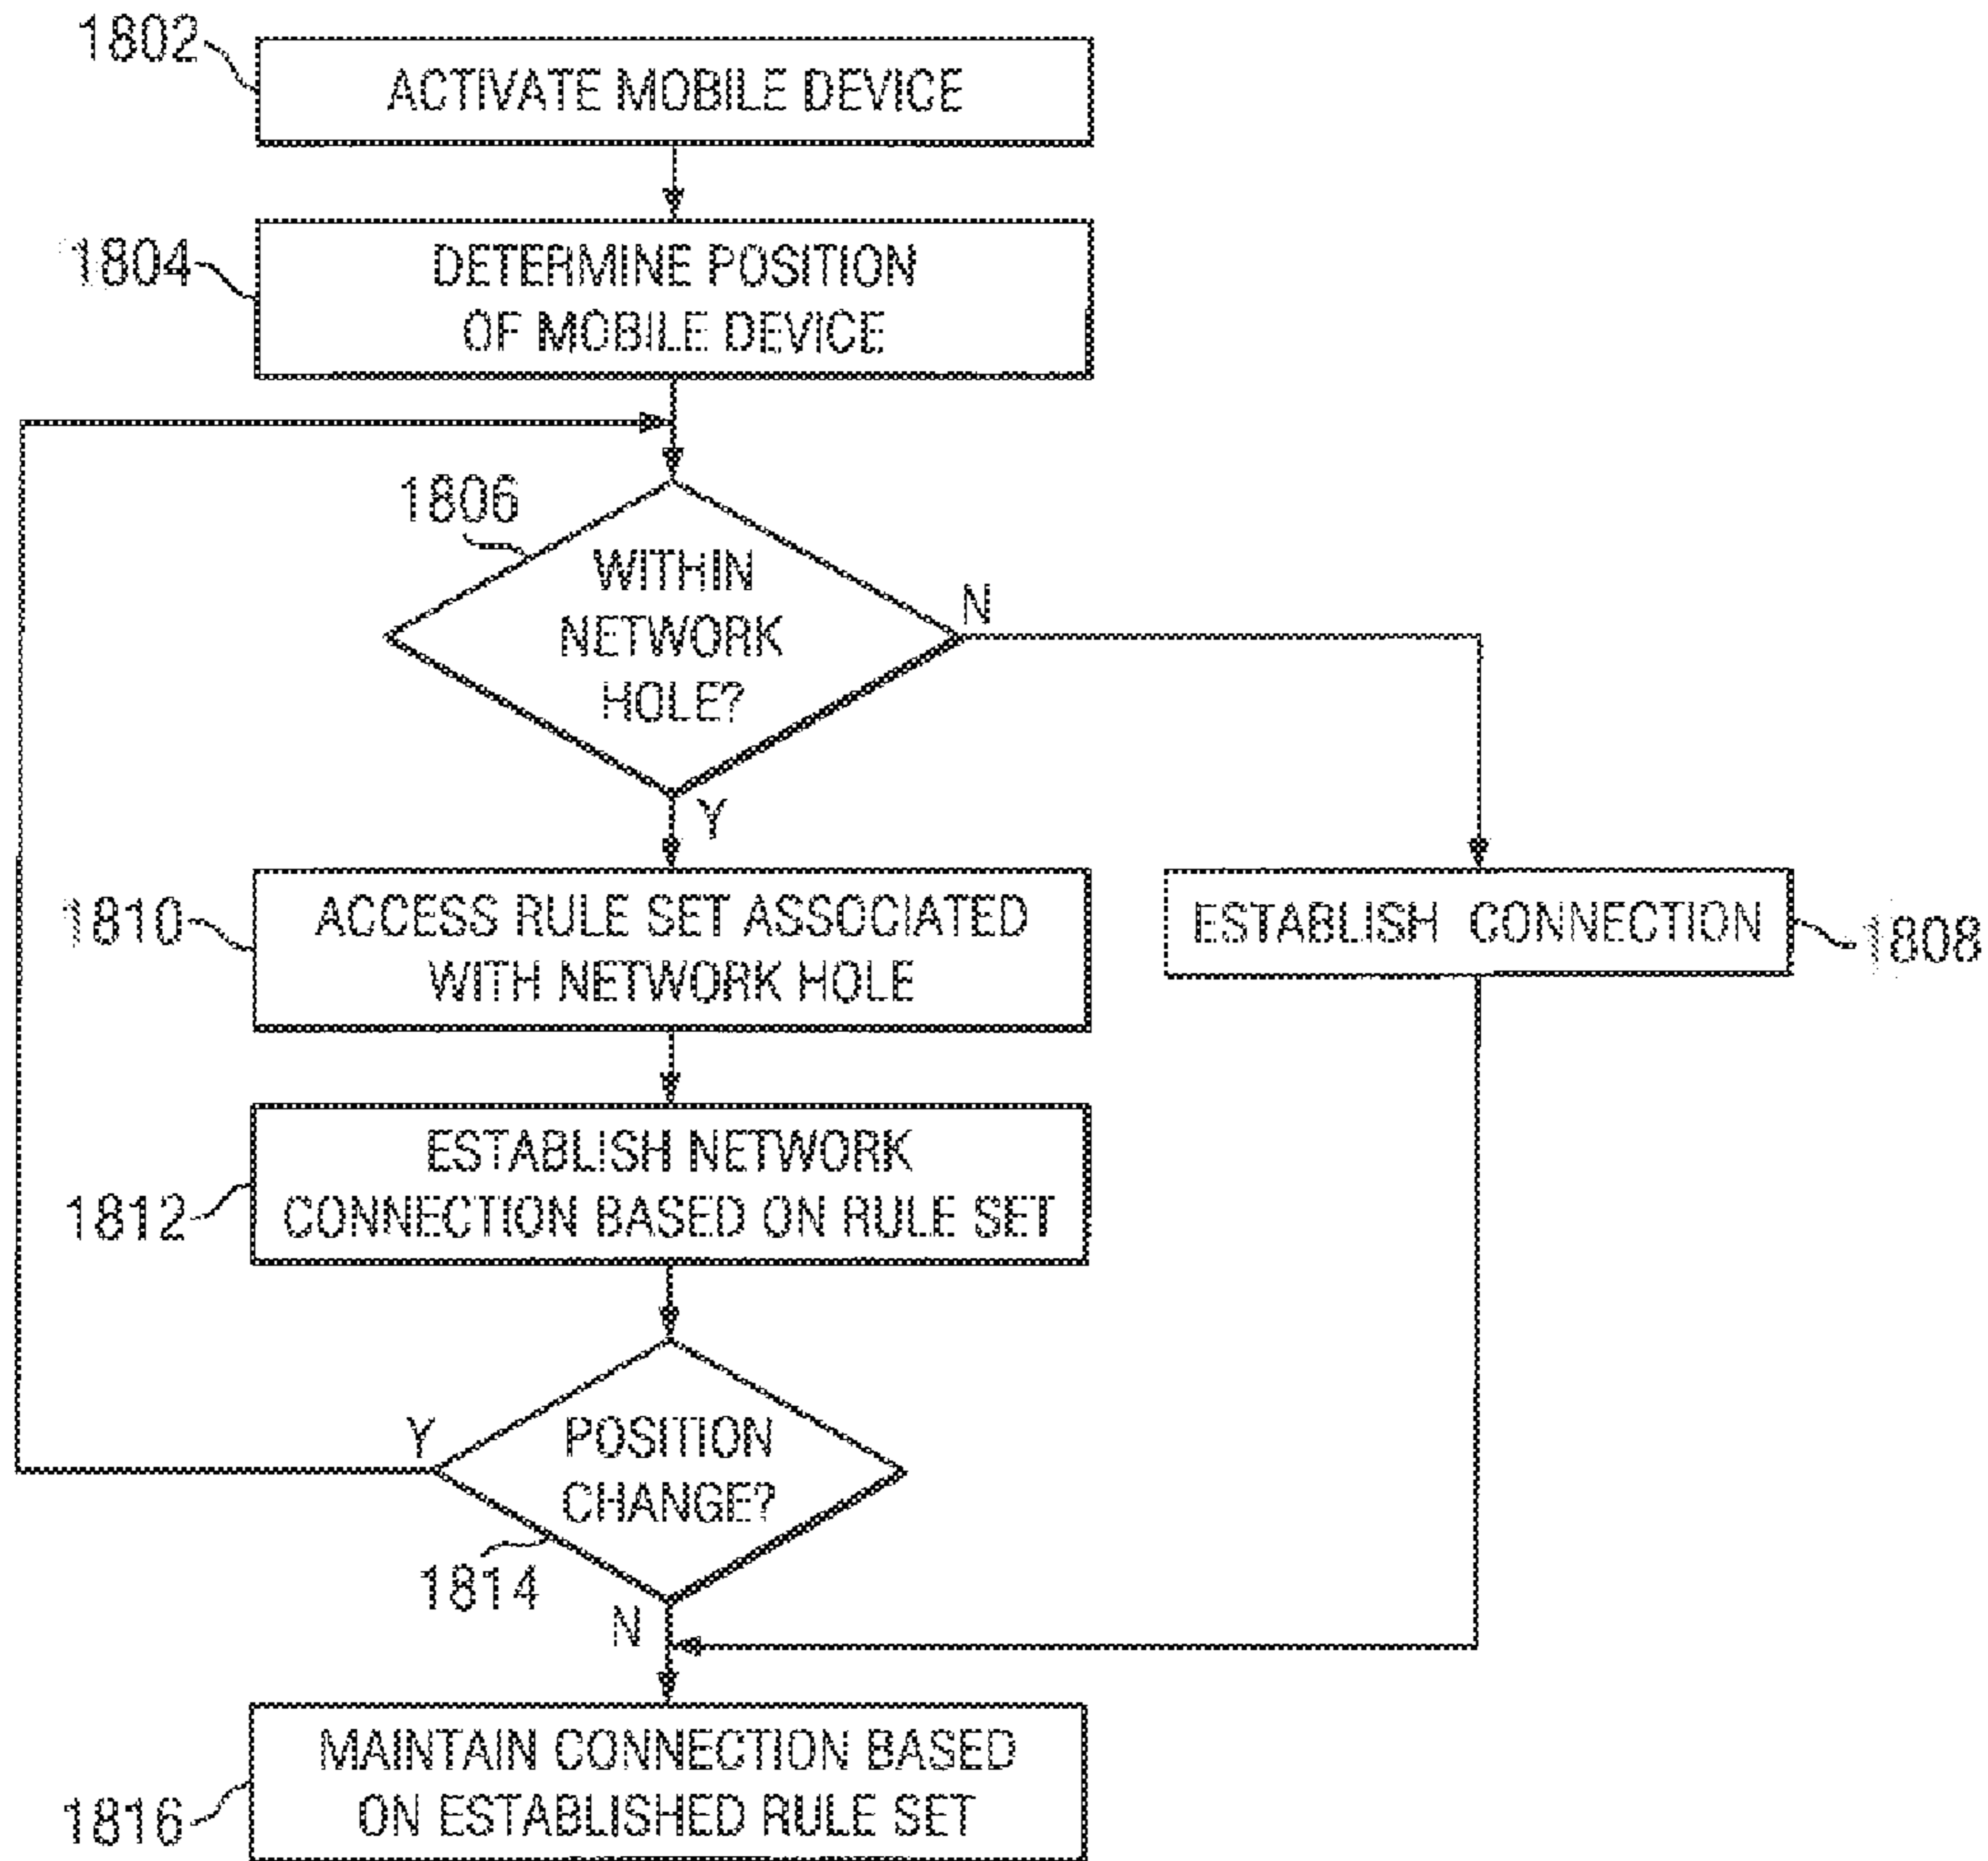 1802
ACTIVATE MOBILE DEVICE
1804
DETERMINE POSITION
OF MOBILE DEVICE
1806
WITHIN
NETWORK
HOLE?
N
Y
1810
ACCESS RULE SET ASSOCIATED
WITH NETWORK HOLE
ESTABLISH CONNECTION
1808
1812
ESTABLISH NETWORK
CONNECTION BASED ON RULE SET
Y
POSITION
CHANGE?
1814
N
1816
MAINTAIN CONNECTION BASED
ON ESTABLISHED RULE SET